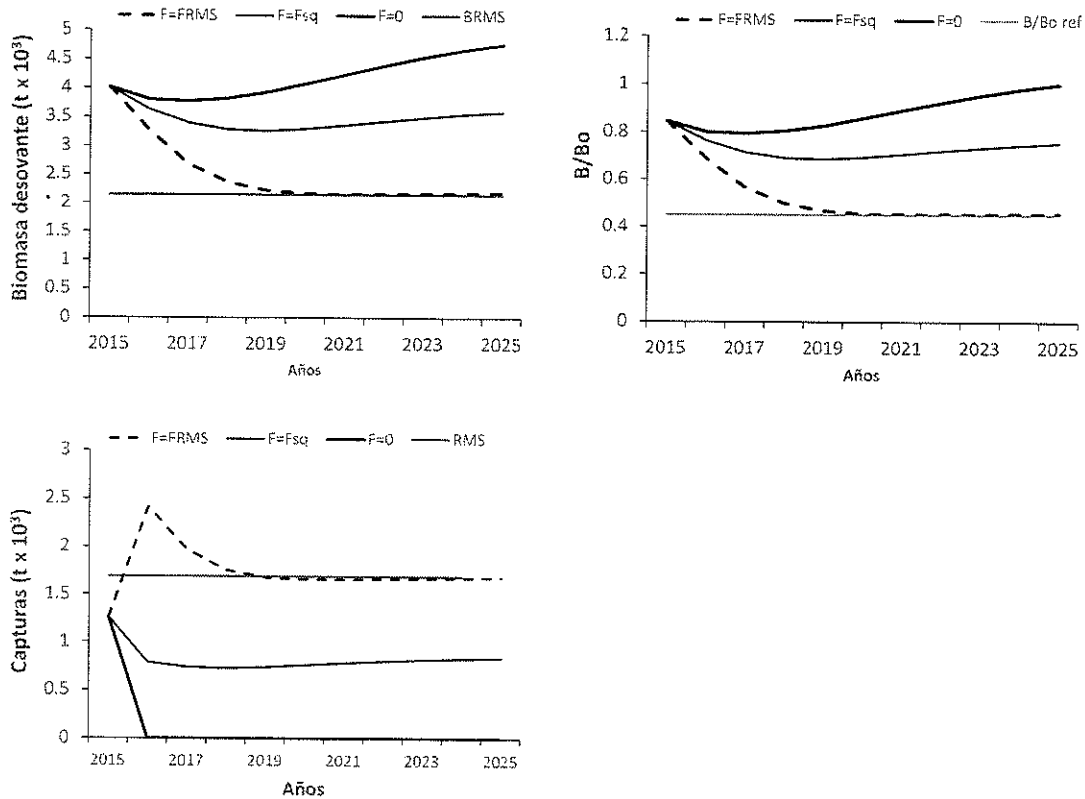 F=FRMS F=Fsq F=0 BRMS
Biomasa desovante (t x 10³)
5
4.5
4
3.5
3
2.5
2
1.5
1
0.5
0
2015 2017 2019 2021 2023 2025
Años
F=FRMS F=Fsq F=0 B/Bo ref
B/Bo
1.2
1
0.8
0.6
0.4
0.2
0
2015 2017 2019 2021 2023 2025
Años
F=FRMS F=Fsq F=0 RMS
Capturas (t x 10³)
3
2.5
2
1.5
1
0.5
0
2015 2017 2019 2021 2023 2025
Años